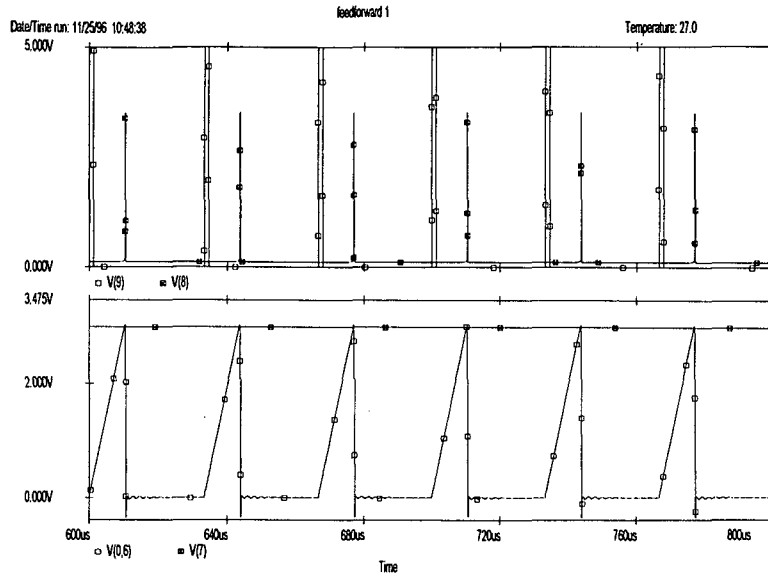 feedforward 1
Date/Time run: 11/25/96 10:48:38
Temperature: 27.0
5.000V
0.000V
V(9) V(8)
3.475V
2.000V
0.000V
600us 640us 680us 720us 760us 800us
V(0,6) V(7)
Time